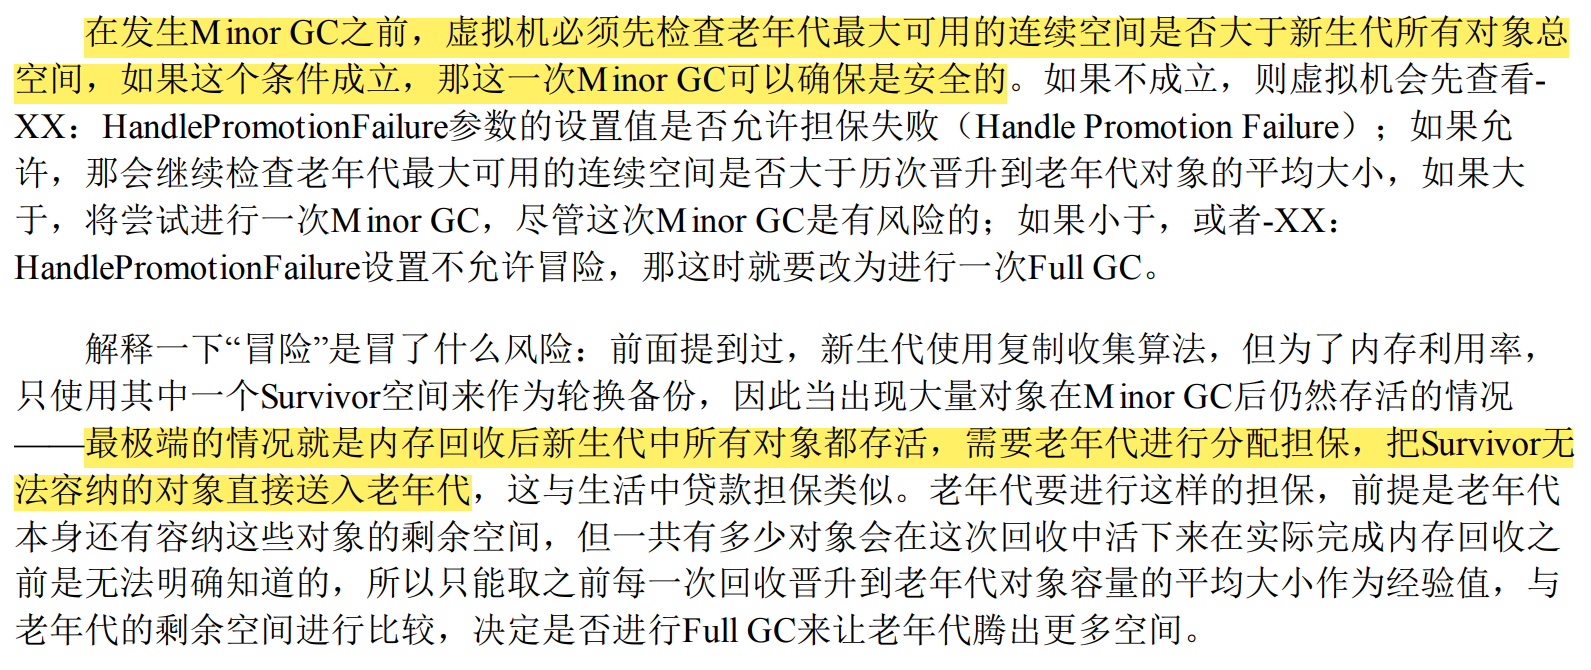 在发生Minor GC之前，虚拟机必须先检查老年代最大可用的连续空间是否大于新生代所有对象总
空间，如果这个条件成立，那这一次Minor GC可以确保是安全的。如果不成立，则虚拟机会先查看-
XX：HandlePromotionFailure参数的设置值是否允许担保失败（Handle Promotion Failure）；如果允
许，那会继续检查老年代最大可用的连续空间是否大于历次晋升到老年代对象的平均大小，如果大
于，将尝试进行一次Minor GC，尽管这次Minor GC是有风险的；如果小于，或者-XX：
HandlePromotionFailure设置不允许冒险，那这时就要改为进行一次Full GC。
解释一下“冒险”是冒了什么风险：前面提到过，新生代使用复制收集算法，但为了内存利用率，
只使用其中一个Survivor空间来作为轮换备份，因此当出现大量对象在Minor GC后仍然存活的情况
——最极端的情况就是内存回收后新生代中所有对象都存活，需要老年代进行分配担保，把Survivor无
法容纳的对象直接送入老年代，这与生活中贷款担保类似。老年代要进行这样的担保，前提是老年代
本身还有容纳这些对象的剩余空间，但一共有多少对象会在这次回收中活下来在实际完成内存回收之
前是无法明确知道的，所以只能取之前每一次回收晋升到老年代对象容量的平均大小作为经验值，与
老年代的剩余空间进行比较，决定是否进行Full GC来让老年代腾出更多空间。